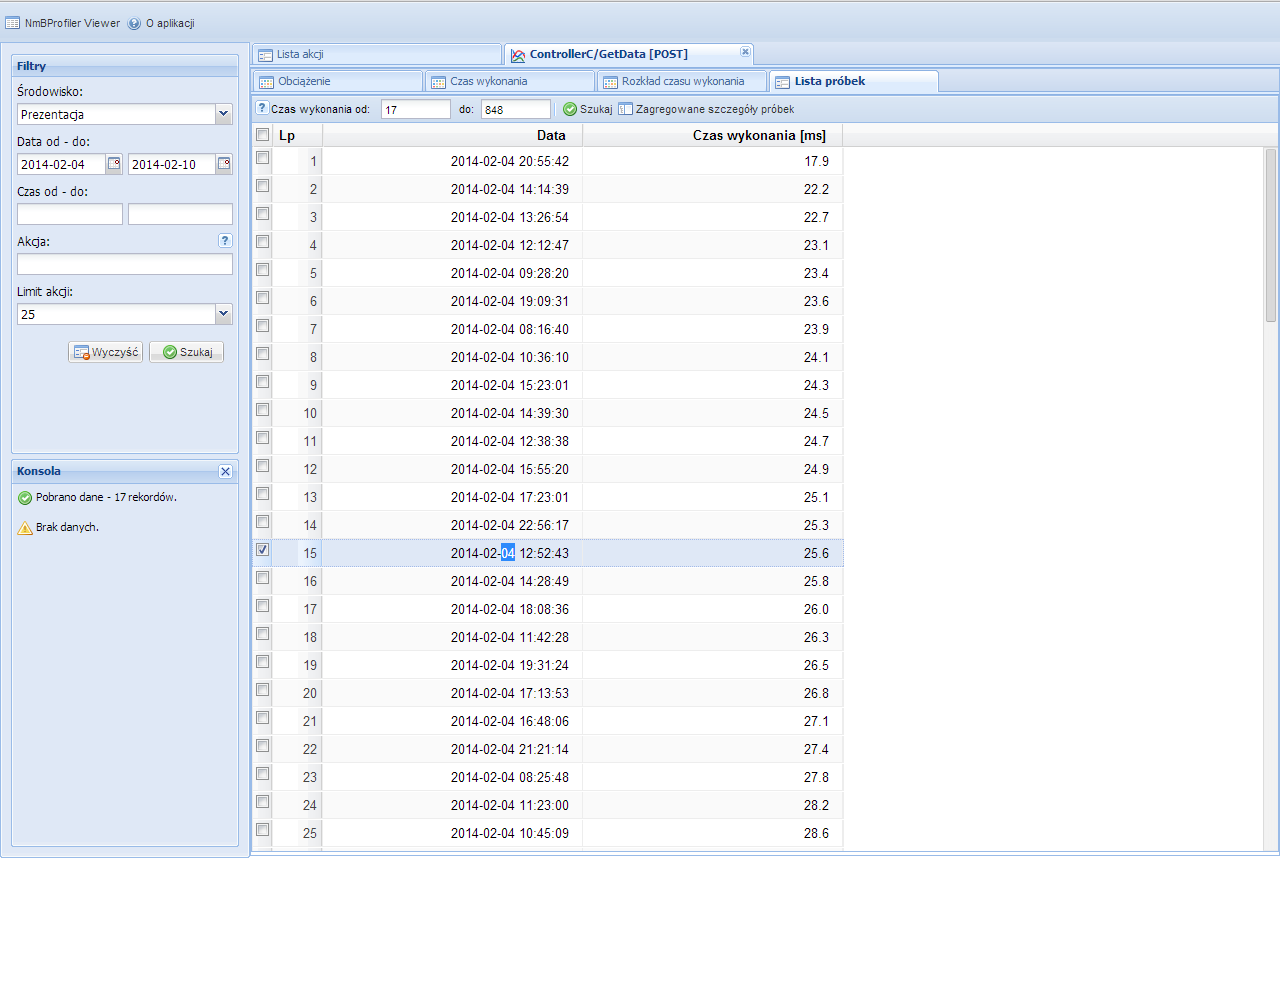 NmBProfiler Viewer O aplikacji
Filtry
Środowisko:
Prezentacja
Data od - do:
2014-02-04 2014-02-10
Czas od - do:
Akcja: ?
Limit akcji:
25
Wyczyść Szukaj
Konsola
Pobrano dane - 17 rekordów.
Brak danych.
Lista akcji ControllerC/GetData [POST]
Obciążenie Czas wykonania Rozkład czasu wykonania Lista próbek
? Czas wykonania od: 17 do: 848 Szukaj Zagregowane szczegóły próbek
Lp Data Czas wykonania [ms]
1 2014-02-04 20:55:42 17.9
2 2014-02-04 14:14:39 22.2
3 2014-02-04 13:26:54 22.7
4 2014-02-04 12:12:47 23.1
5 2014-02-04 09:28:20 23.4
6 2014-02-04 19:09:31 23.6
7 2014-02-04 08:16:40 23.9
8 2014-02-04 10:36:10 24.1
9 2014-02-04 15:23:01 24.3
10 2014-02-04 14:39:30 24.5
11 2014-02-04 12:38:38 24.7
12 2014-02-04 15:55:20 24.9
13 2014-02-04 17:23:01 25.1
14 2014-02-04 22:56:17 25.3
15 2014-02-04 12:52:43 25.6
16 2014-02-04 14:28:49 25.8
17 2014-02-04 18:08:36 26.0
18 2014-02-04 11:42:28 26.3
19 2014-02-04 19:31:24 26.5
20 2014-02-04 17:13:53 26.8
21 2014-02-04 16:48:06 27.1
22 2014-02-04 21:21:14 27.4
23 2014-02-04 08:25:48 27.8
24 2014-02-04 11:23:00 28.2
25 2014-02-04 10:45:09 28.6